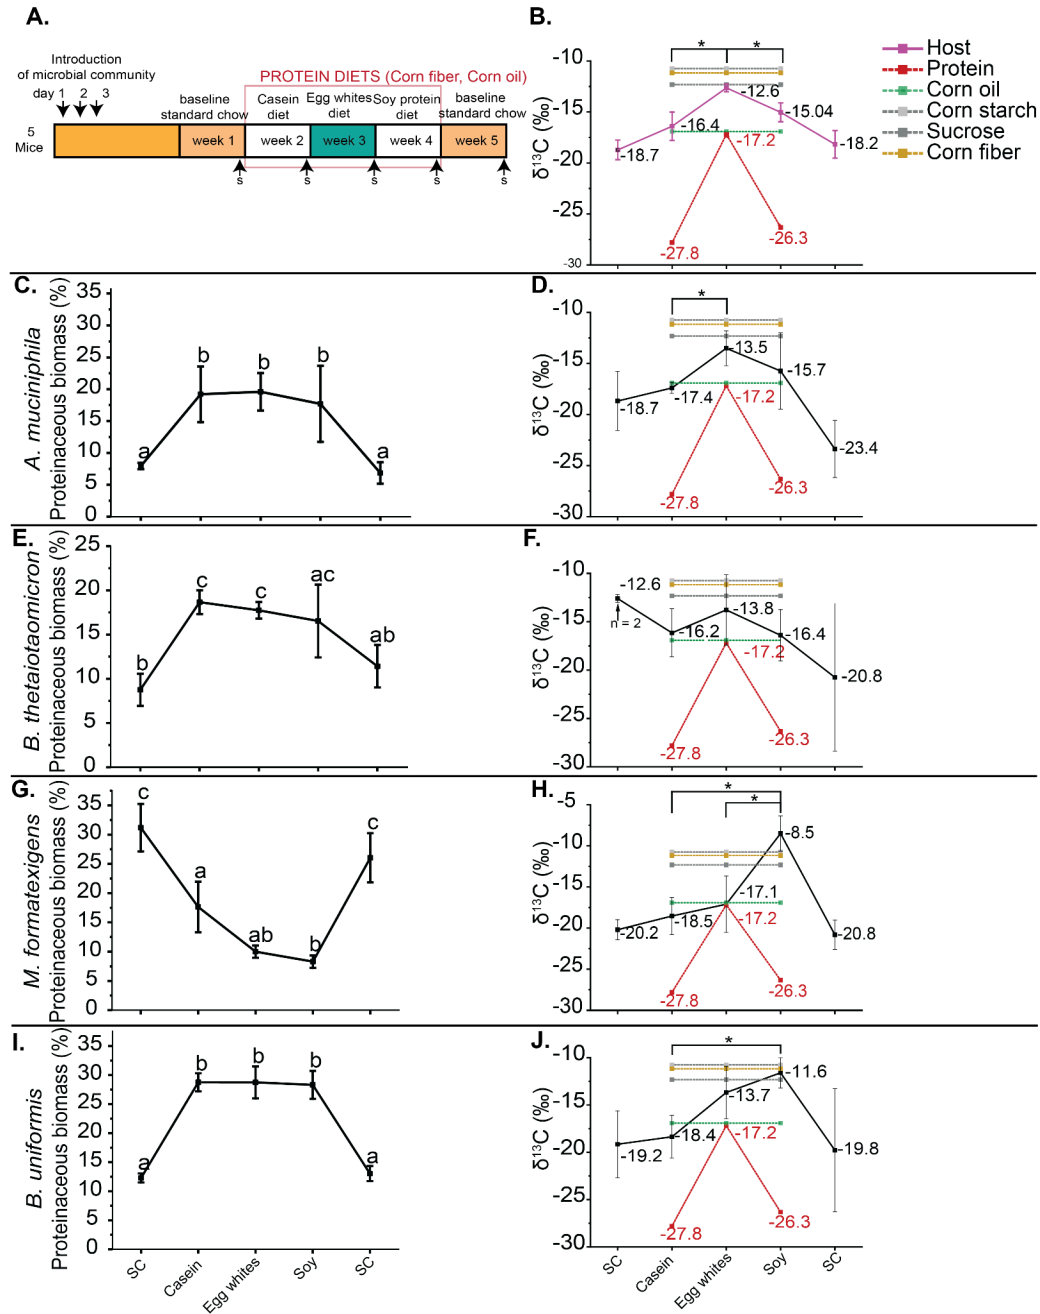 A.
Introduction
of microbial community
day 1 2 3
PROTEIN DIETS (Corn fiber, Corn oil)
baseline
standard chow
Casein
diet
Egg whites
diet
Soy protein
diet
baseline
standard chow
5
Mice
week 1
week 2
week 3
week 4
week 5
s s s s s
B.
δ13C (‰)
-10
-15
-20
-25
-30
* *
-18.7
-16.4
-12.6
-15.04
-18.2
-17.2
-27.8
-26.3
Host
Protein
Corn oil
Corn starch
Sucrose
Corn fiber
C.
A. muciniphila
Proteinaceous biomass (%)
35
30
25
20
15
10
5
0
a b b b a
D.
δ13C (‰)
-10
-15
-20
-25
-30
*
-18.7
-17.4
-13.5
-15.7
-23.4
-17.2
-27.8
-26.3
E.
B. thetaiotaomicron
Proteinaceous biomass (%)
25
20
15
10
5
0
b c c ac ab
F.
δ13C (‰)
-10
-15
-20
-25
-30
-12.6
n = 2
-16.2
-13.8
-16.4
-20.8
-17.2
-27.8
-26.3
G.
M. formatexigens
Proteinaceous biomass (%)
35
30
25
20
15
10
5
0
c a ab b c
H.
δ13C (‰)
-5
-10
-15
-20
-25
-30
*
*
-20.2
-18.5
-17.1
-8.5
-20.8
-17.2
-27.8
-26.3
I.
B. uniformis
Proteinaceous biomass (%)
35
30
25
20
15
10
5
0
a b b b a
SC Casein Egg whites Soy SC
J.
δ13C (‰)
-10
-15
-20
-25
-30
*
-19.2
-18.4
-13.7
-11.6
-19.8
-17.2
-27.8
-26.3
SC Casein Egg whites Soy SC